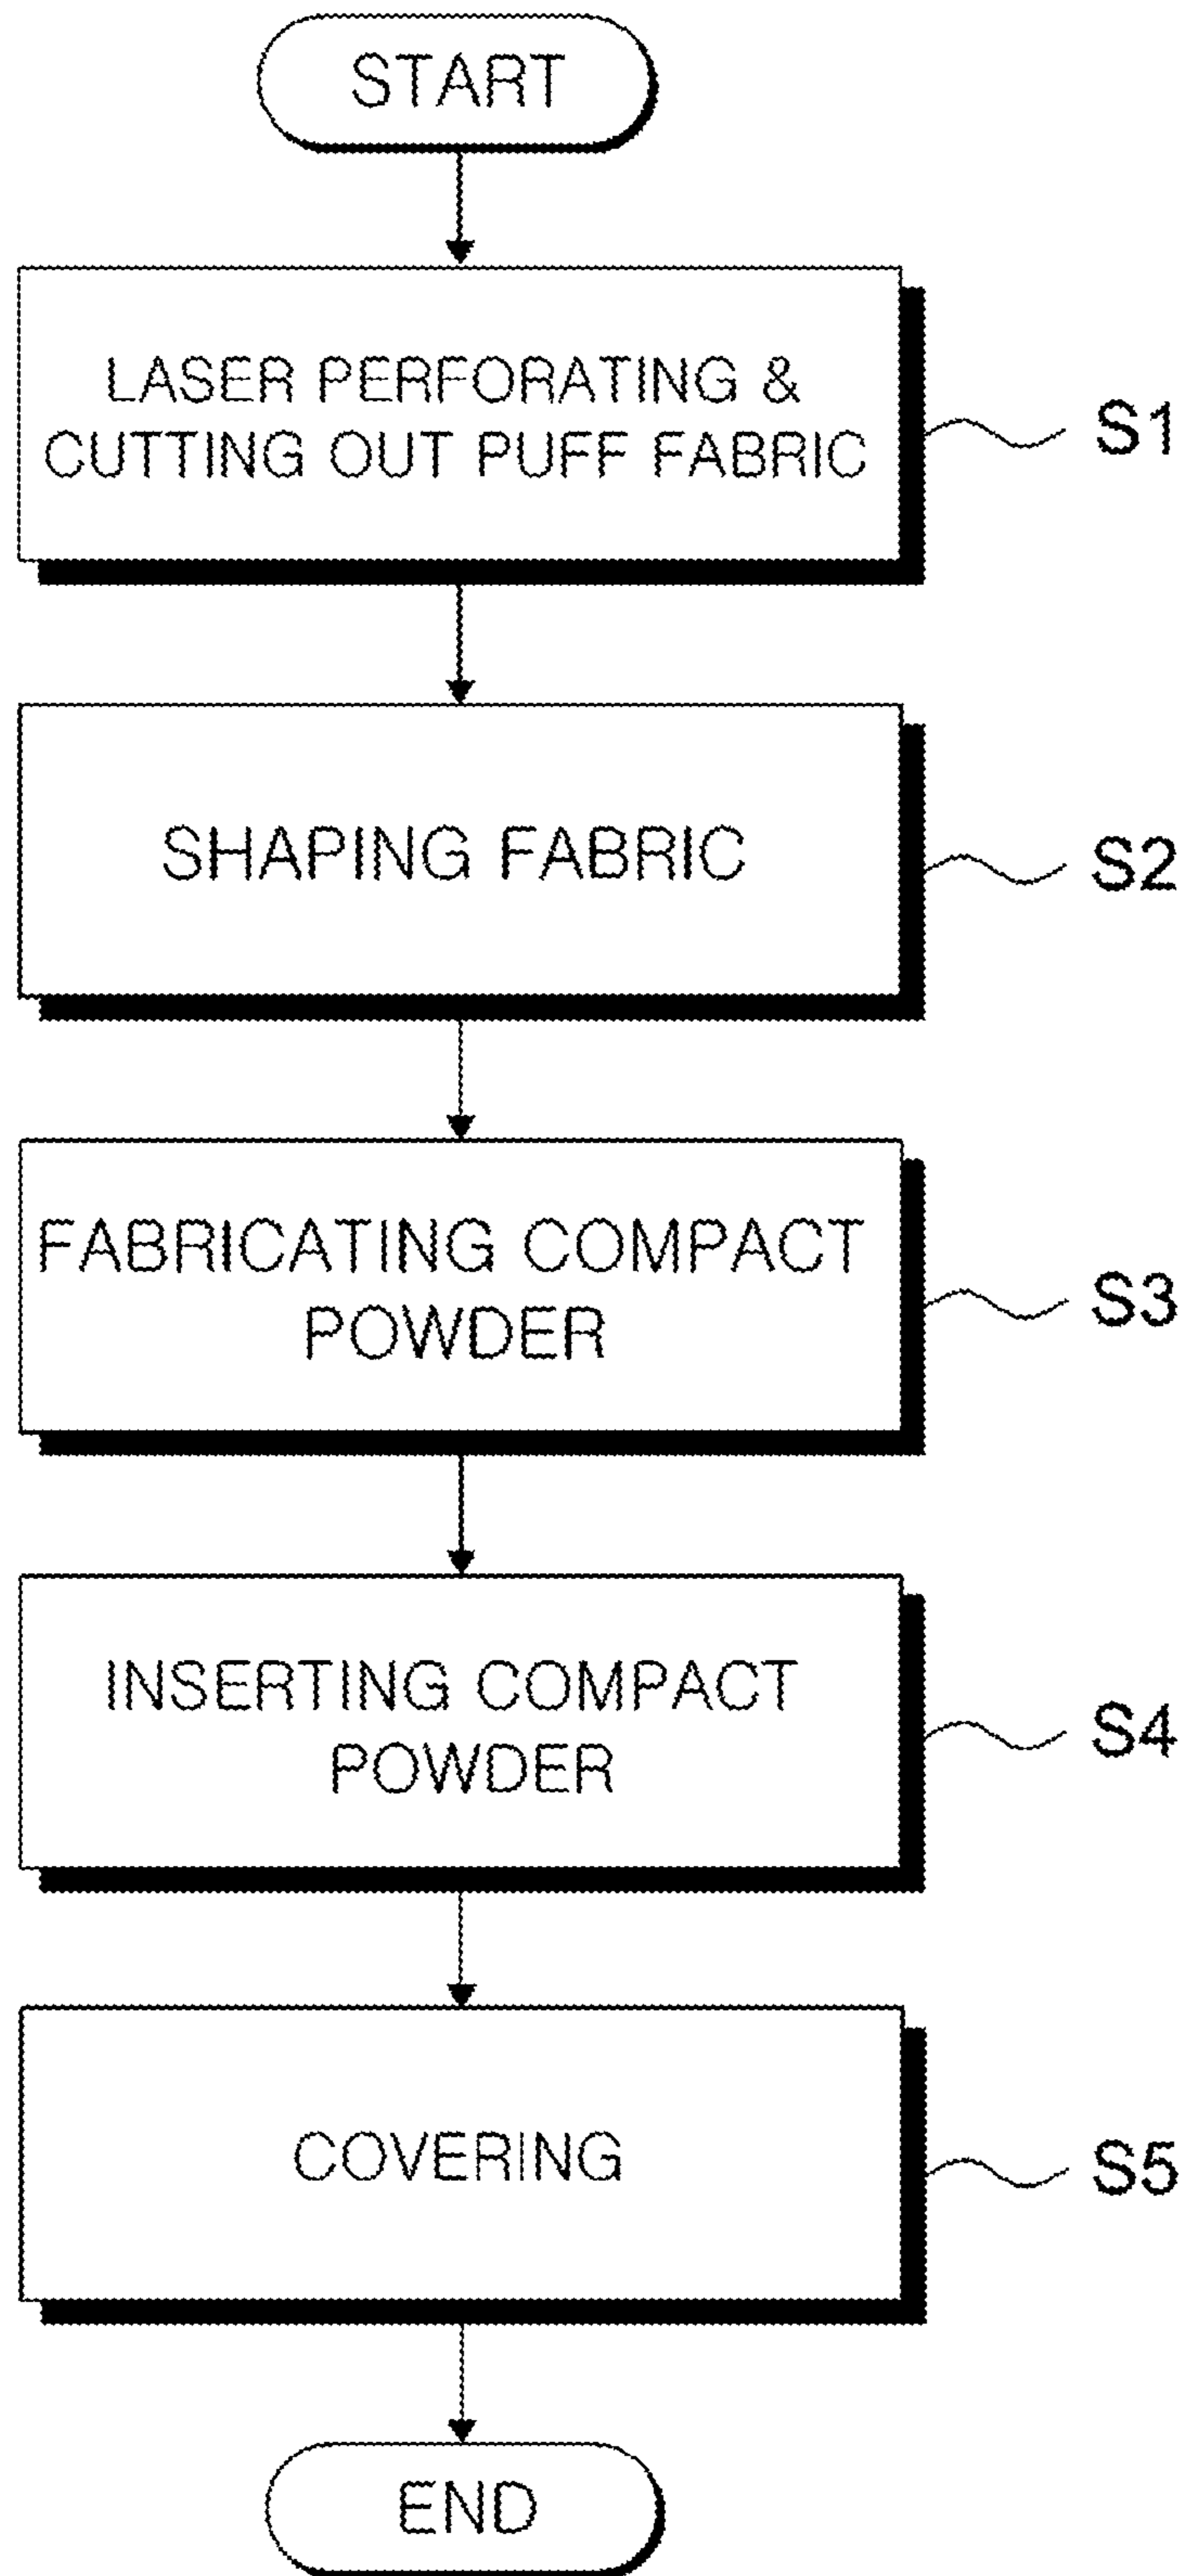 START
LASER PERFORATING &
CUTTING OUT PUFF FABRIC
S1
SHAPING FABRIC
S2
FABRICATING COMPACT
POWDER
S3
INSERTING COMPACT
POWDER
S4
COVERING
S5
END